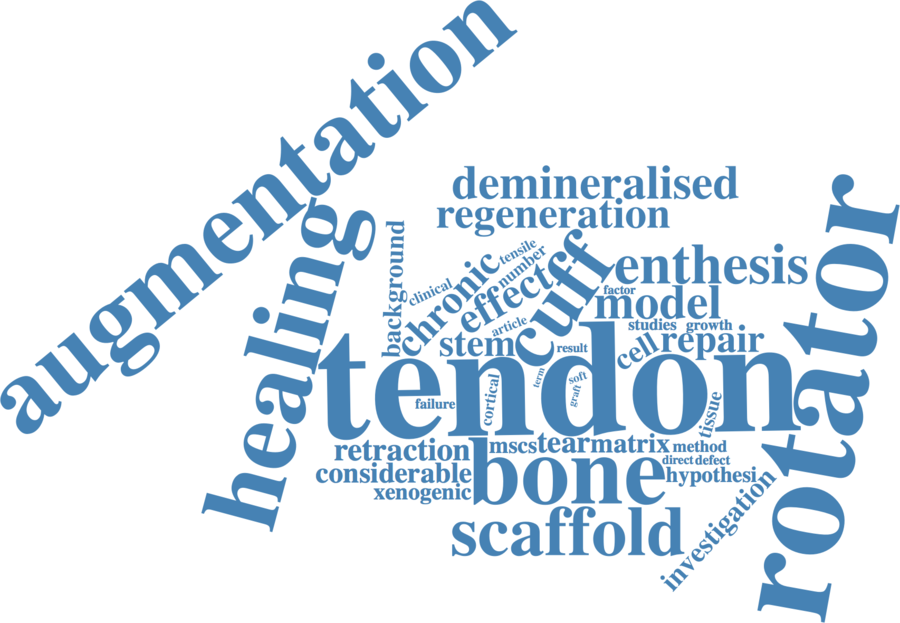 augmentation
healing
rotator
demineralised
regeneration
background
clinical
chronic
tensile
number
effect
cuff
enthesis
factor
model
article
studies
growth
stem
result
cell
repair
tendon
term
soft
graft
cortical
failure
tissue
retraction
mscs
tear
matrix
method
direct
defect
considerable
bone
hypothesi
xenogenic
scaffold
investigation